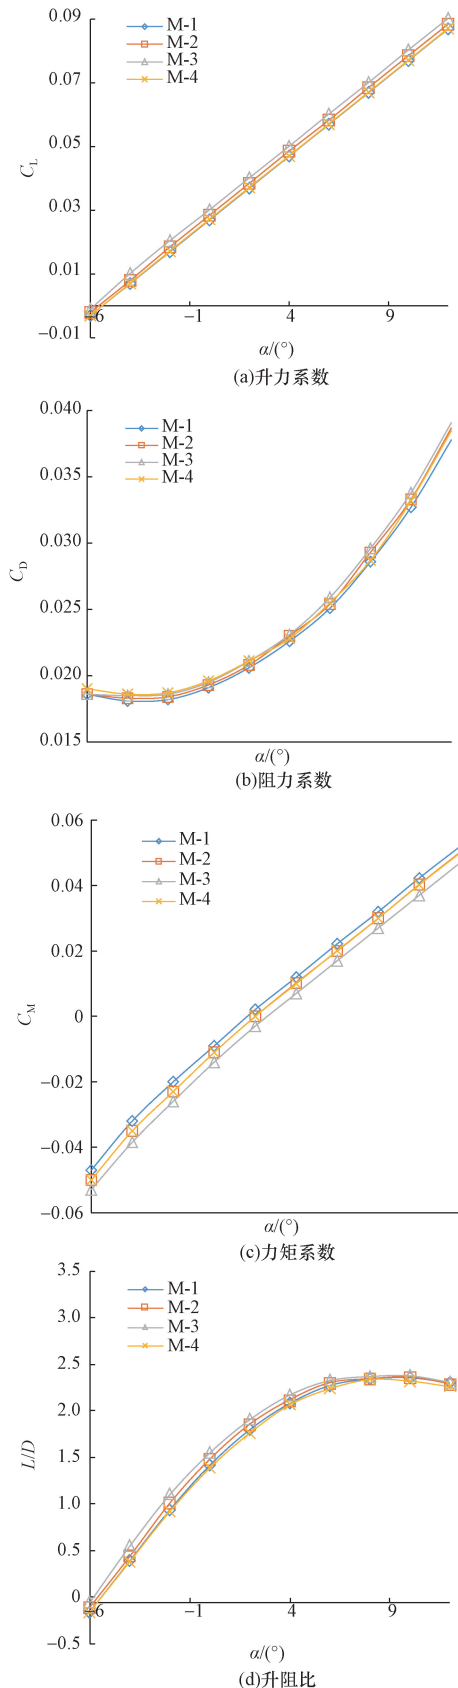 0.09
0.07
0.05
0.03
0.01
−0.01
C_L
M-1
M-2
M-3
M-4
−6
−1
4
9
α/(°)
(a)升力系数
0.040
0.035
0.030
0.025
0.020
0.015
C_D
M-1
M-2
M-3
M-4
α/(°)
(b)阻力系数
0.06
0.04
0.02
0
−0.02
−0.04
−0.06
C_M
M-1
M-2
M-3
M-4
α/(°)
(c)力矩系数
3.5
3.0
2.5
2.0
1.5
1.0
0.5
0
−0.5
L/D
M-1
M-2
M-3
M-4
−6
−1
4
9
α/(°)
(d)升阻比